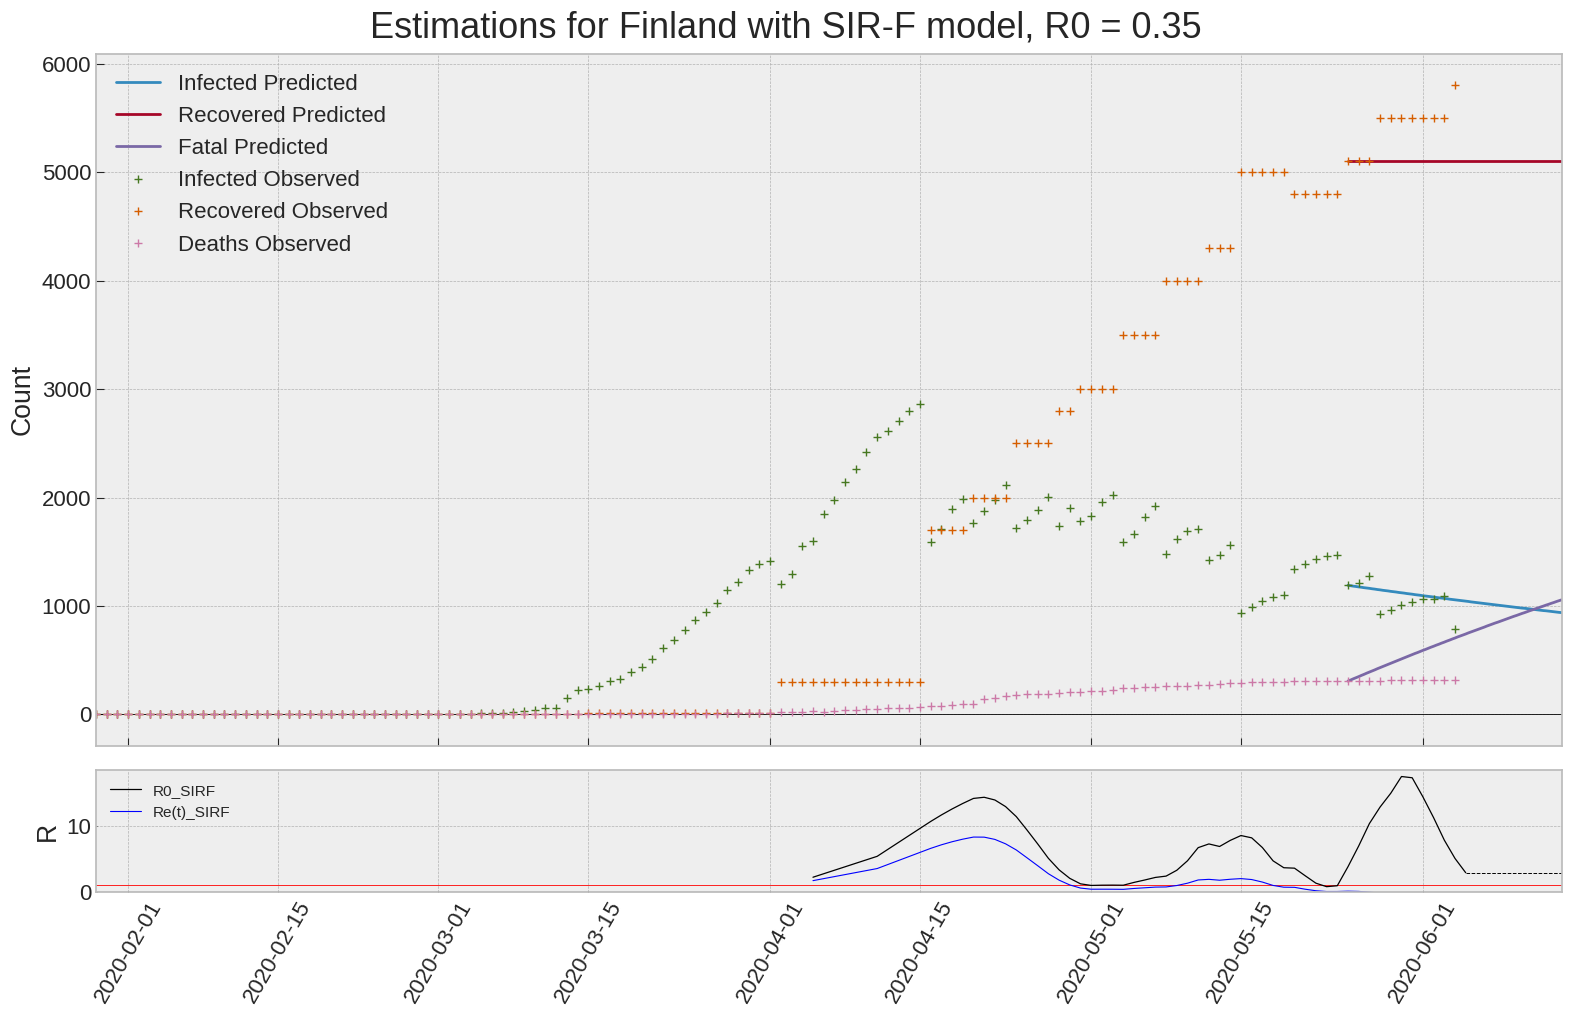 Estimations for Finland with SIR-F model, R0 = 0.35
6000
5000
4000
3000
2000
1000
0
Count
Infected Predicted
Recovered Predicted
Fatal Predicted
Infected Observed
Recovered Observed
Deaths Observed
R0_SIRF
Re(t)_SIRF
10
0
R
2020-02-01
2020-02-15
2020-03-01
2020-03-15
2020-04-01
2020-04-15
2020-05-01
2020-05-15
2020-06-01